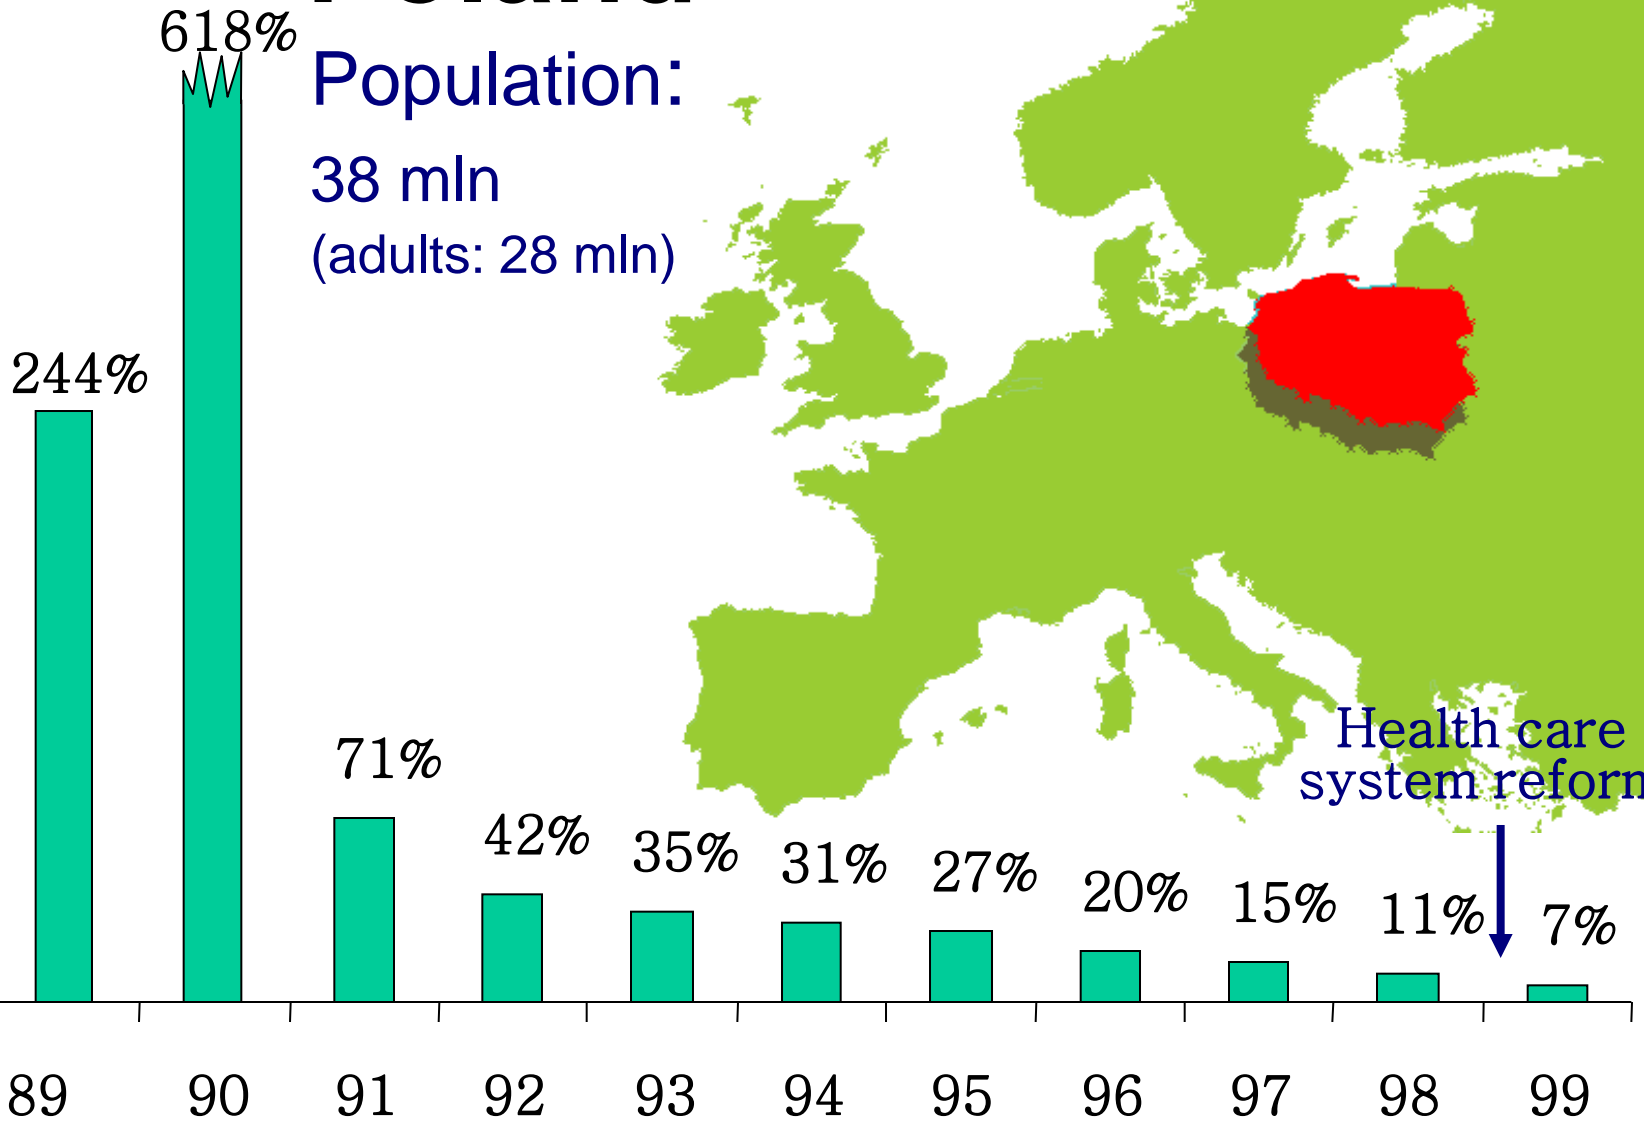 Poland
618%
Population:
38 mln
(adults: 28 mln)
244%
Health care
system reform
71%
42%
35%
31%
27%
20%
15%
11%
7%
89 90 91 92 93 94 95 96 97 98 99